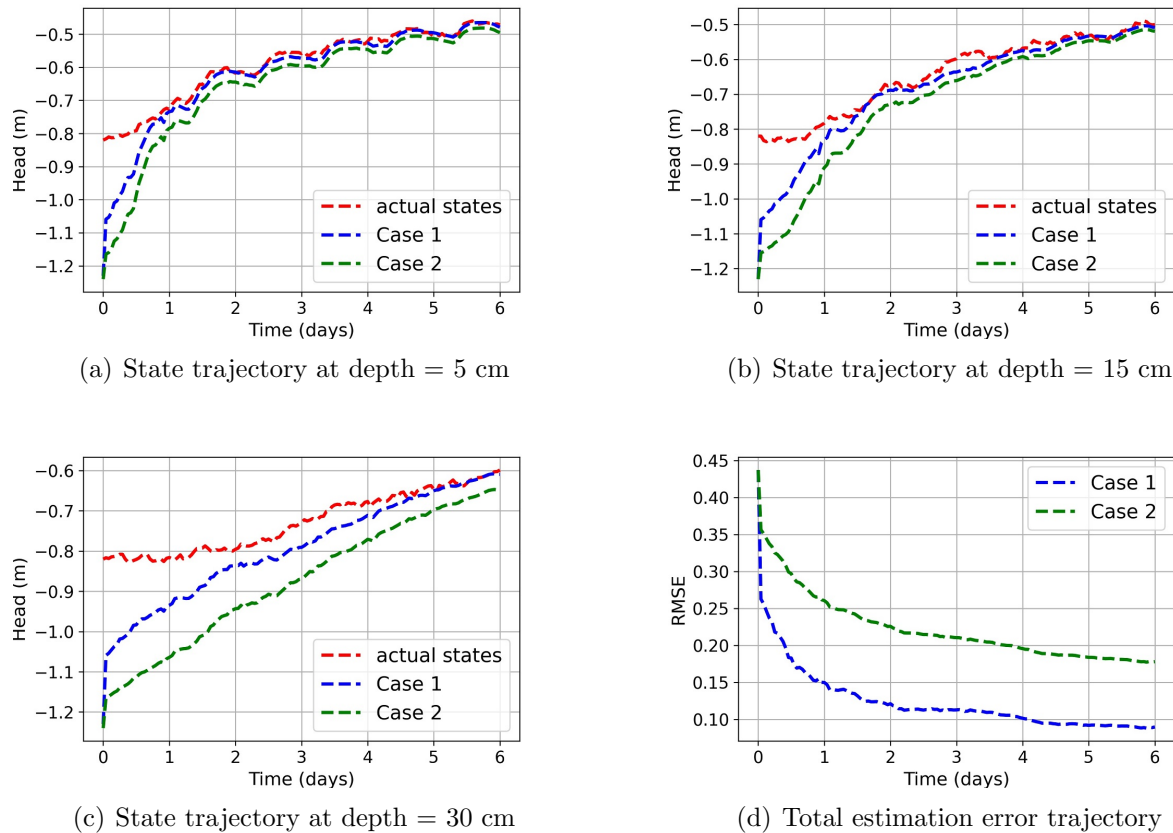 −0.5
−0.6
−0.7
−0.8
−0.9
−1.0
−1.1
−1.2
Head (m)
actual states
Case 1
Case 2
0 1 2 3 4 5 6
Time (days)
(a) State trajectory at depth = 5 cm
−0.5
−0.6
−0.7
−0.8
−0.9
−1.0
−1.1
−1.2
Head (m)
actual states
Case 1
Case 2
0 1 2 3 4 5 6
Time (days)
(b) State trajectory at depth = 15 cm
−0.6
−0.7
−0.8
−0.9
−1.0
−1.1
−1.2
Head (m)
actual states
Case 1
Case 2
0 1 2 3 4 5 6
Time (days)
(c) State trajectory at depth = 30 cm
0.45
0.40
0.35
0.30
0.25
0.20
0.15
0.10
RMSE
Case 1
Case 2
0 1 2 3 4 5 6
Time (days)
(d) Total estimation error trajectory